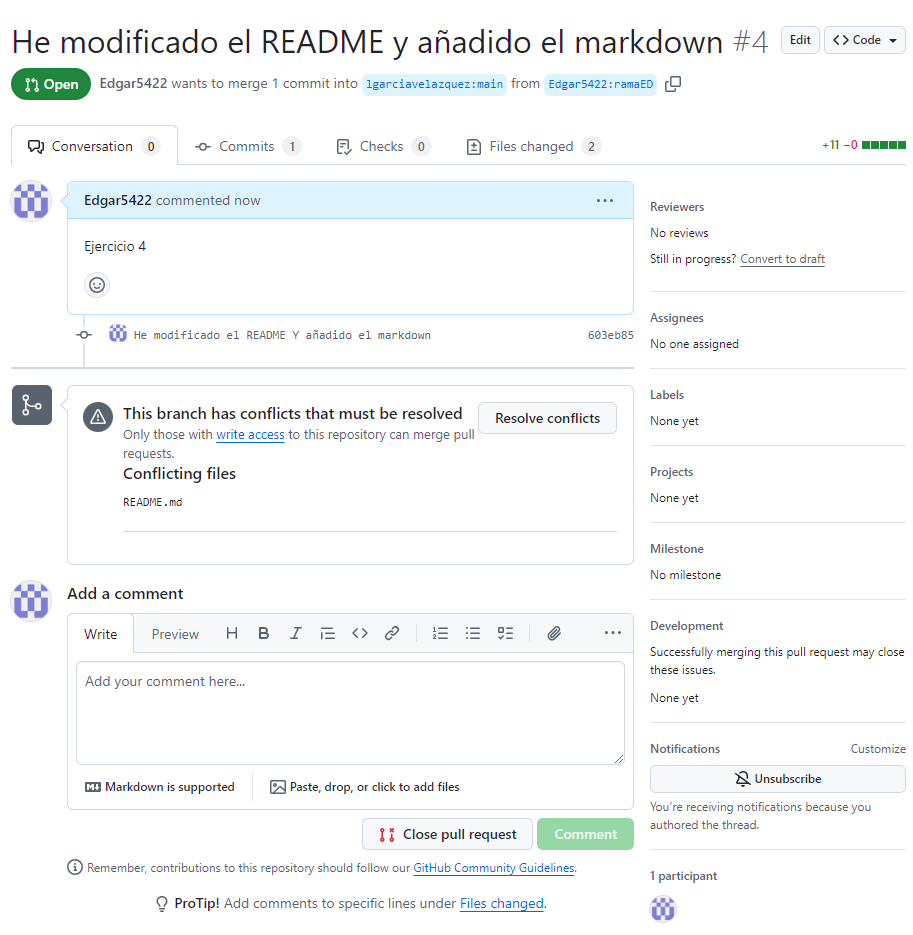 He modificado el README y añadido el markdown #4
Edit
Code
Open
Edgar5422 wants to merge 1 commit into lgarciavelazquez:main from Edgar5422:ramaED
Conversation 0
Commits 1
Checks 0
Files changed 2
+11 −0
Edgar5422 commented now
Ejercicio 4
He modificado el README Y añadido el markdown
603eb85
This branch has conflicts that must be resolved
Only those with write access to this repository can merge pull
requests.
Resolve conflicts
Conflicting files
README.md
Add a comment
Write
Preview
Add your comment here...
Markdown is supported
Paste, drop, or click to add files
Close pull request
Comment
Remember, contributions to this repository should follow our GitHub Community Guidelines.
ProTip! Add comments to specific lines under Files changed.
Reviewers
No reviews
Still in progress? Convert to draft
Assignees
No one assigned
Labels
None yet
Projects
None yet
Milestone
No milestone
Development
Successfully merging this pull request may close
these issues.
None yet
Notifications
Customize
Unsubscribe
You're receiving notifications because you
authored the thread.
1 participant